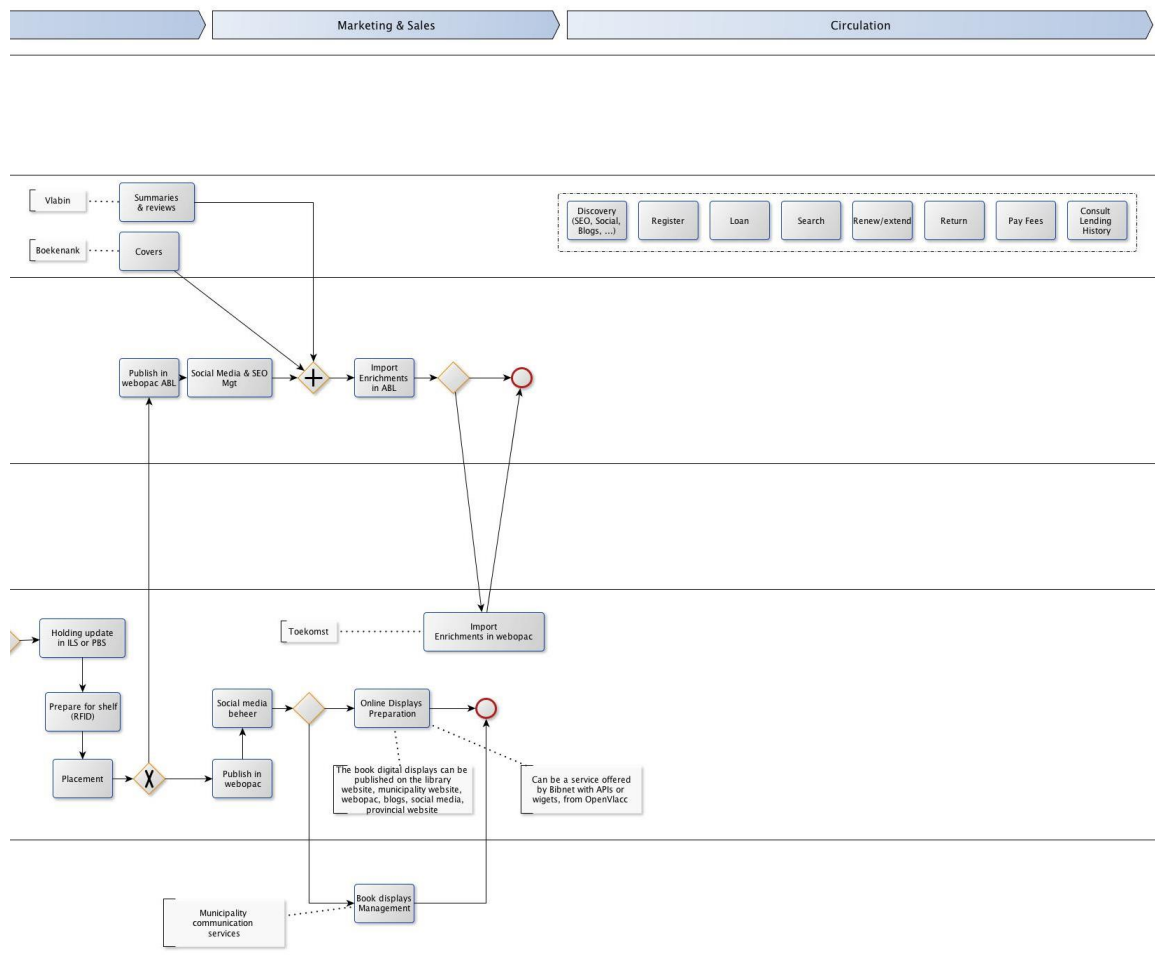 Marketing & Sales
Circulation
Vlabin
Summaries
& reviews
Discovery
(SEO, Social,
Blogs, ...)
Register
Loan
Search
Renew/extend
Return
Pay Fees
Consult
Lending
History
Boekenank
Covers
Publish in
webopac ABL
Social Media & SEO
Mgt
Import
Enrichments
in ABL
Holding update
in ILS or PBS
Toekomst
Import
Enrichments in webopac
Prepare for shelf
(RFID)
Social media
beheer
Online Displays
Preparation
Placement
X
Publish in
webopac
The book digital displays can be
published on the library
website, municipality website,
webopac, blogs, social media,
provincial website
Can be a service offered
by Bibnet with APIs or
wigets, from OpenVlacc
Book displays
Management
Municipality
communication
services